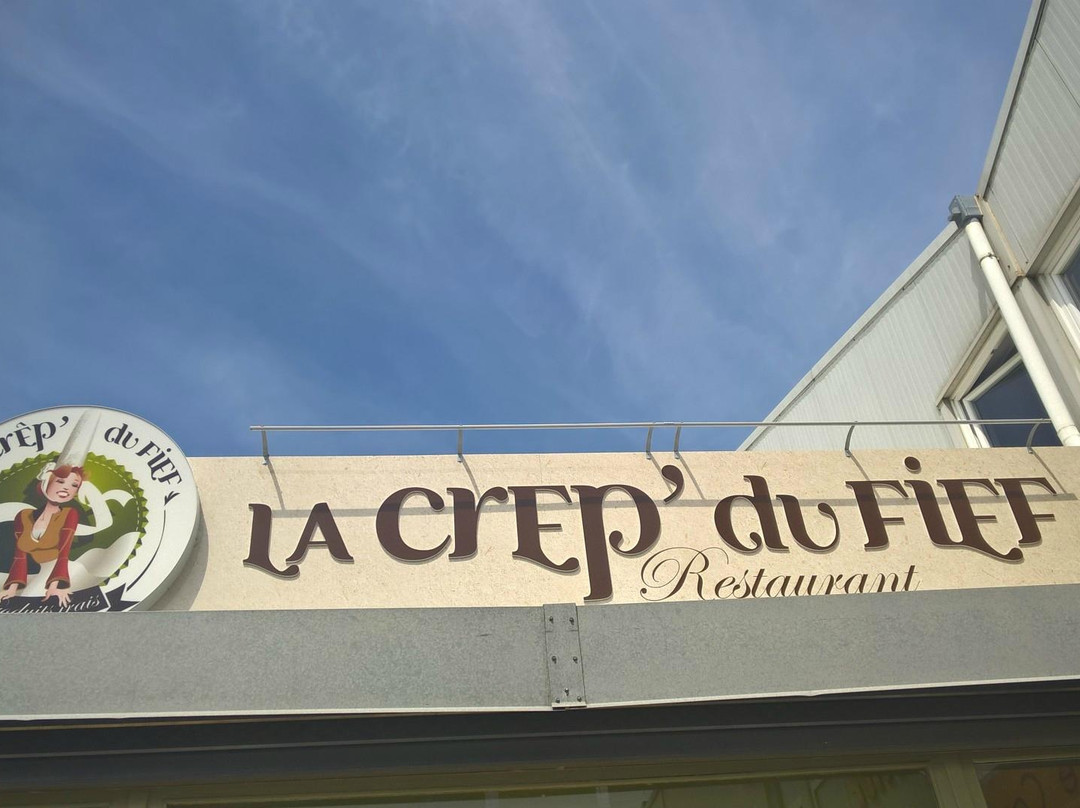 crêp' du Fief
La Crep' du Fief
Restaurant